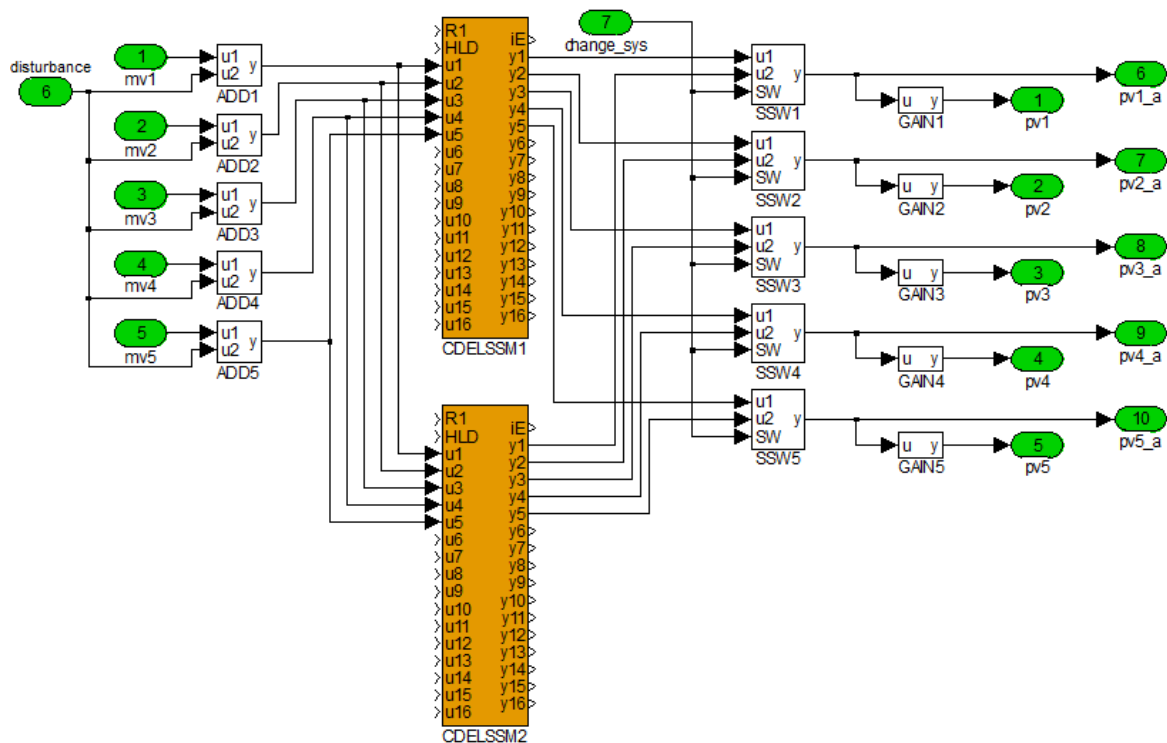 disturbance
6
1
mv1
u1
u2
y
ADD1
2
mv2
u1
u2
y
ADD2
3
mv3
u1
u2
y
ADD3
4
mv4
u1
u2
y
ADD4
5
mv5
u1
u2
y
ADD5
R1
HLD
u1
u2
u3
u4
u5
u6
u7
u8
u9
u10
u11
u12
u13
u14
u15
u16
iE
y1
y2
y3
y4
y5
y6
y7
y8
y9
y10
y11
y12
y13
y14
y15
y16
CDELSSM1
R1
HLD
u1
u2
u3
u4
u5
u6
u7
u8
u9
u10
u11
u12
u13
u14
u15
u16
iE
y1
y2
y3
y4
y5
y6
y7
y8
y9
y10
y11
y12
y13
y14
y15
y16
CDELSSM2
7
change_sys
u1
u2
SW
y
SSW1
u y
GAIN1
1
pv1
6
pv1_a
u1
u2
SW
y
SSW2
u y
GAIN2
2
pv2
7
pv2_a
u1
u2
SW
y
SSW3
u y
GAIN3
3
pv3
8
pv3_a
u1
u2
SW
y
SSW4
u y
GAIN4
4
pv4
9
pv4_a
u1
u2
SW
y
SSW5
u y
GAIN5
5
pv5
10
pv5_a